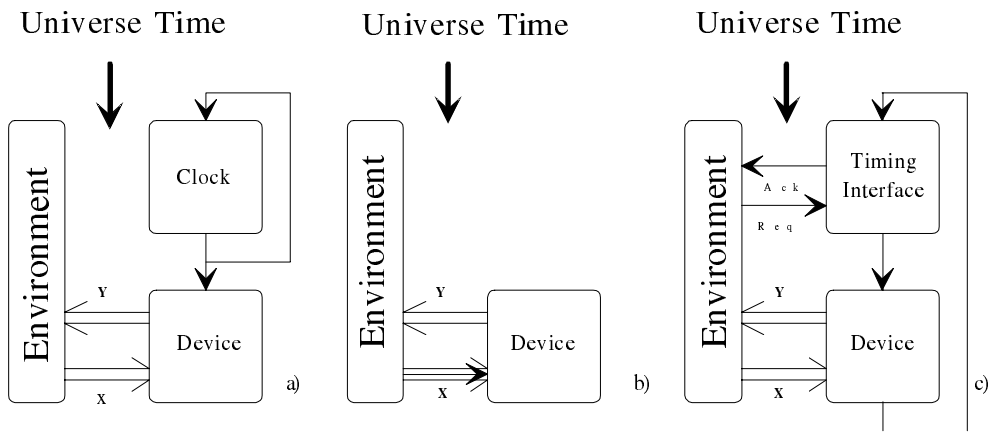 Universe Time
Environment
Clock
Y
Device
X
a)
Universe Time
Environment
Y
Device
X
b)
Universe Time
Environment
Timing
Interface
Ack
Req
Y
Device
X
c)